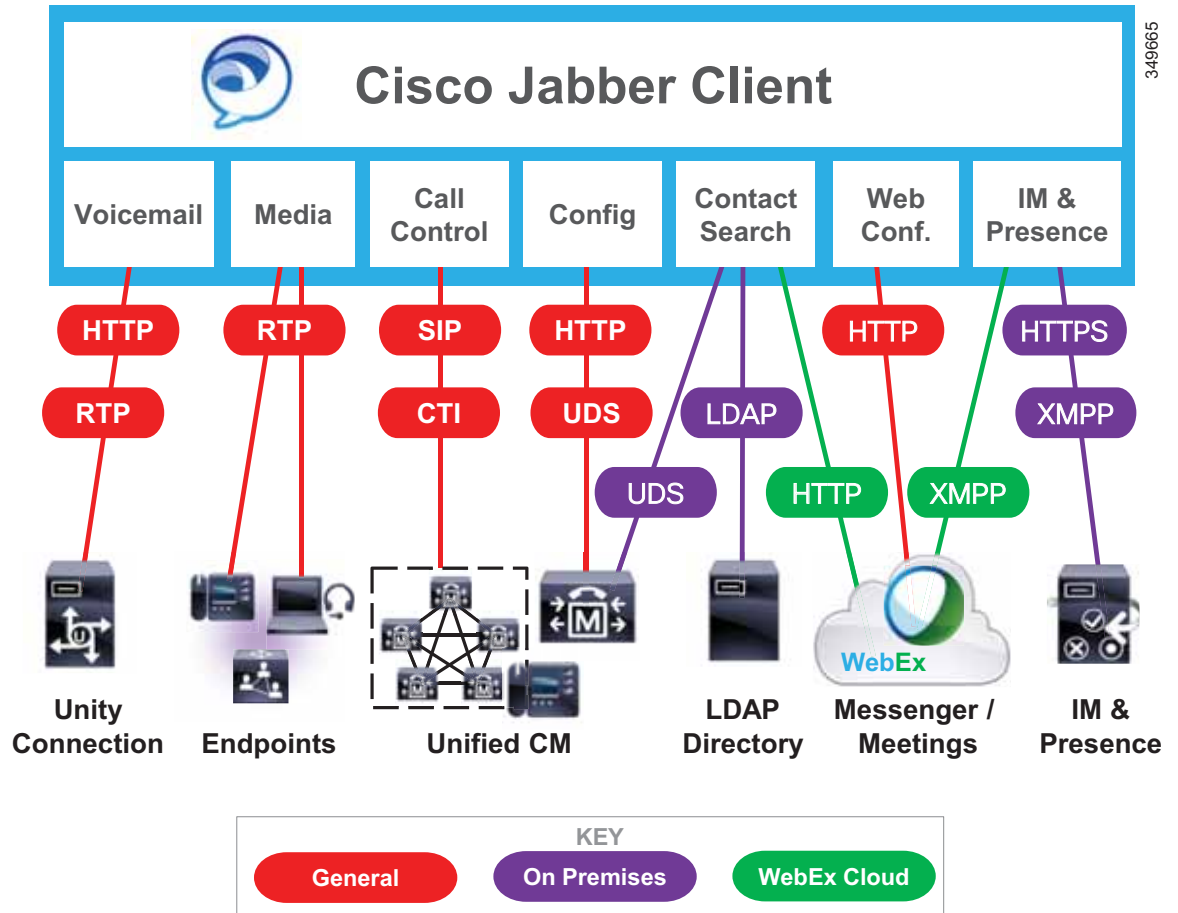 349665
Cisco Jabber Client
Voicemail
Media
Call
Control
Config
Contact
Search
Web
Conf.
IM &
Presence
HTTP
RTP
SIP
HTTP
HTTP
HTTPS
RTP
CTI
UDS
LDAP
XMPP
UDS
HTTP
XMPP
U
M
M
M
M
M
M
WebEx
Unity
Connection
Endpoints
Unified CM
LDAP
Directory
Messenger /
Meetings
IM &
Presence
KEY
General
On Premises
WebEx Cloud